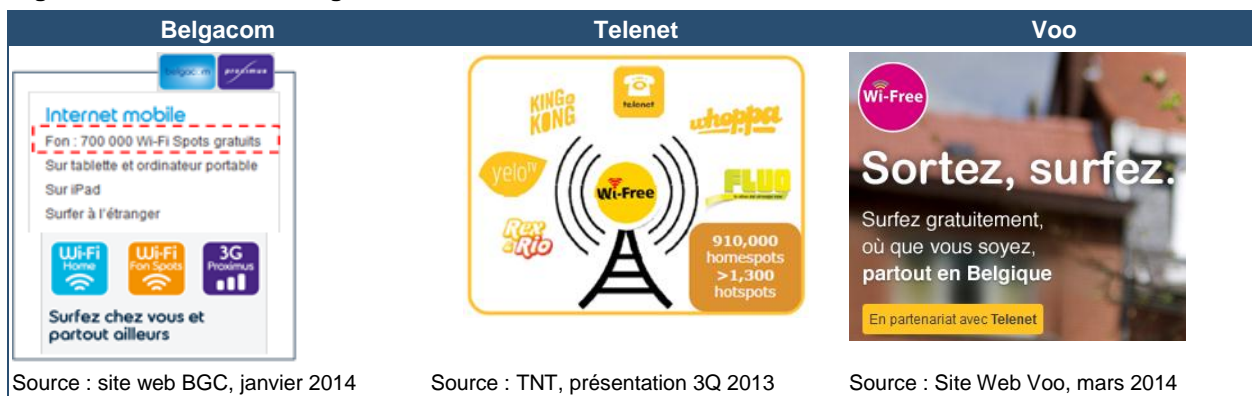 Belgacom
Telenet
Voo
belgacom
proximus
Internet mobile
Fon : 700 000 Wi-Fi Spots gratuits
Sur tablette et ordinateur portable
Sur iPad
Surfer à l'étranger
Wi-Fi
Home
Wi-Fi
Fon Spots
3G
Proximus
Surfez chez vous et
partout ailleurs
KING
KONG
telenet
whoppa
yelo TV
Wi-Free
FLUO
Rex
& Rio
910,000
homespots
>1,300
hotspots
Wi-Free
Sortez, surfez.
Surfez gratuitement,
où que vous soyez,
partout en Belgique
En partenariat avec Telenet
Source : site web BGC, janvier 2014
Source : TNT, présentation 3Q 2013
Source : Site Web Voo, mars 2014